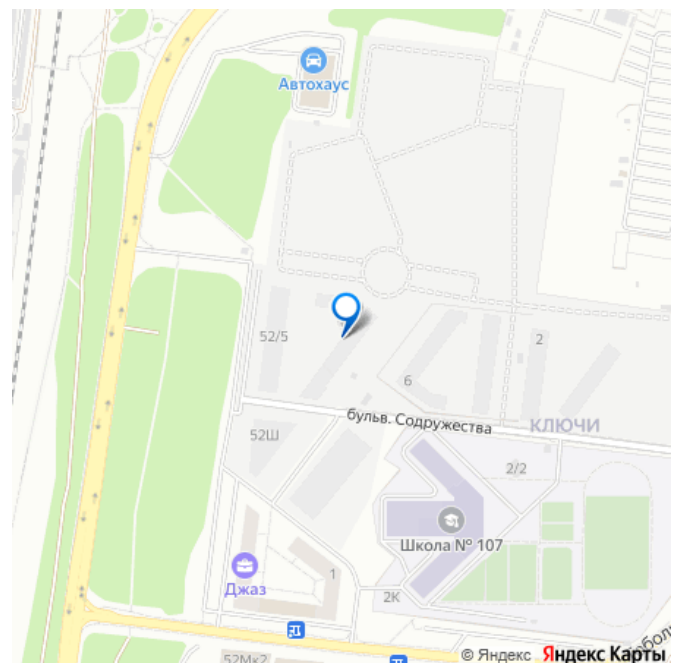 Автохаус
52/5
2
6
бульв. Содружества
КЛЮЧИ
52Ш
2/2
Школа № 107
Джаз
1
2К
© Яндекс Яндекс Карты
52Мк2